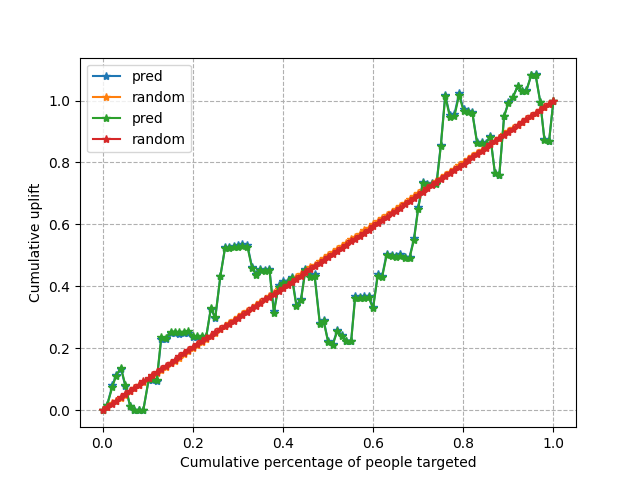 pred
random
pred
random
1.0
0.8
0.6
0.4
0.2
0.0
Cumulative uplift
0.0 0.2 0.4 0.6 0.8 1.0
Cumulative percentage of people targeted